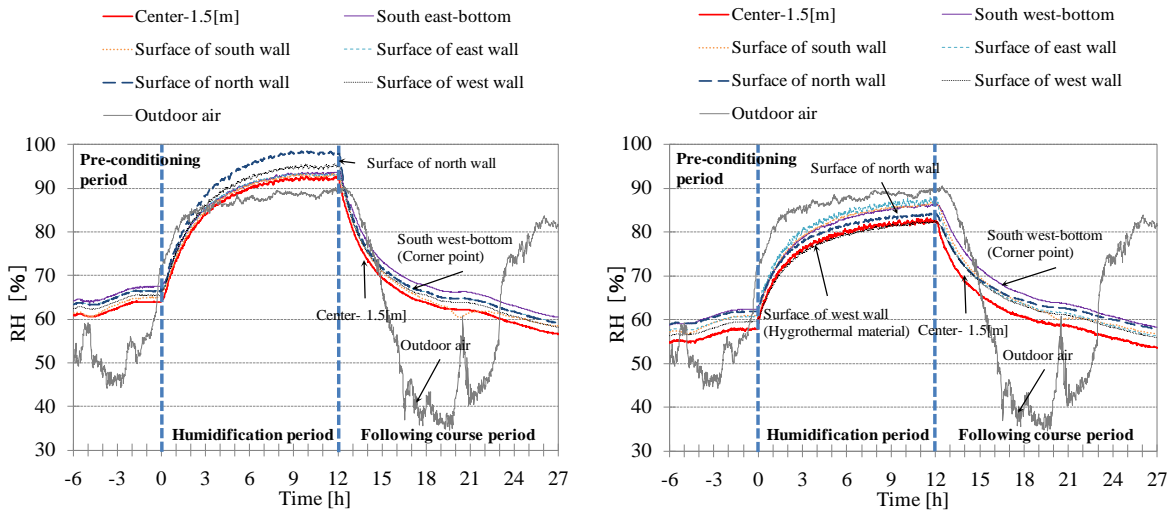 Center-1.5[m]
South east-bottom
Surface of south wall
Surface of east wall
Surface of north wall
Surface of west wall
Outdoor air
100
90
80
70
60
50
40
30
RH [%]
Pre-conditioning
period
Surface of north wall
South west-bottom
(Corner point)
Center- 1.5[m]
Outdoor air
Humidification period
Following course period
-6 -3 0 3 6 9 12 15 18 21 24 27
Time [h]
Center-1.5[m]
South west-bottom
Surface of south wall
Surface of east wall
Surface of north wall
Surface of west wall
Outdoor air
100
90
80
70
60
50
40
30
RH [%]
Pre-conditioning
period
Surface of
north wall
South west-bottom
(Corner point)
Surface of west wall
(Hygrothermal material)
Center- 1.5[m]
Outdoor air
Humidification period
Following course period
-6 -3 0 3 6 9 12 15 18 21 24 27
Time [h]